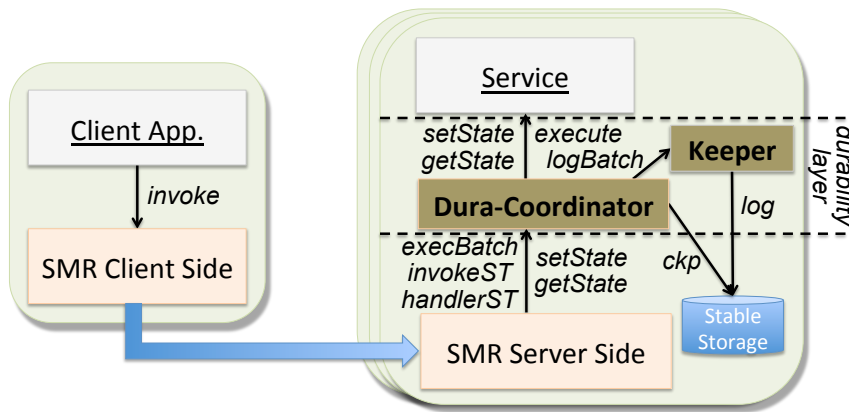 Client App.
invoke
SMR Client Side
Service
setState
getState
execute
logBatch
Keeper
durability
layer
Dura-Coordinator
log
execBatch
invokeST
handlerST
setState
getState
ckp
SMR Server Side
Stable
Storage